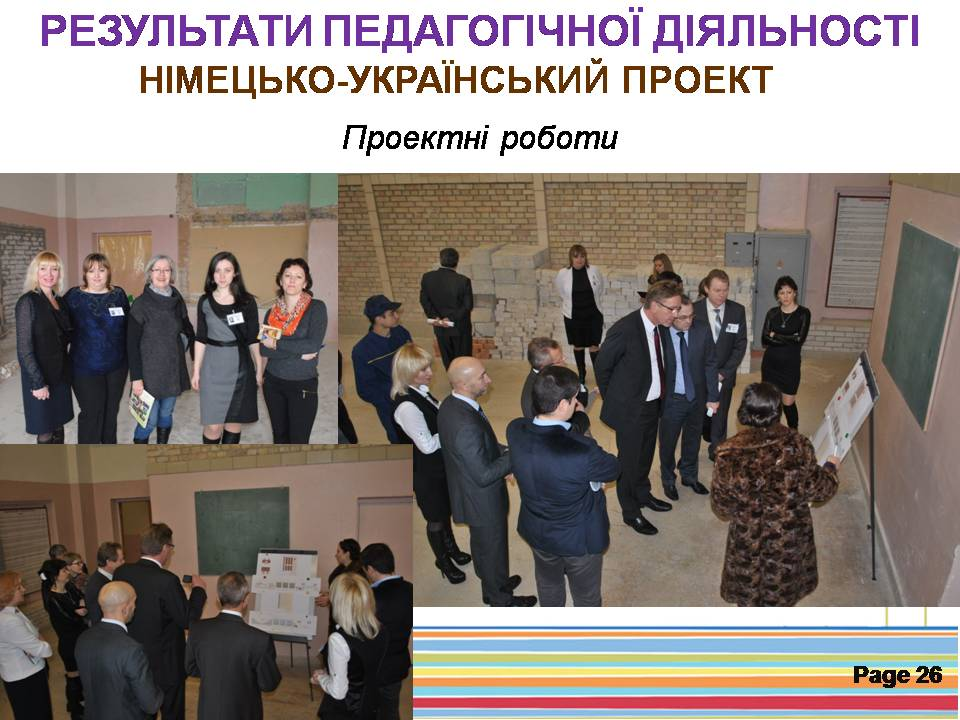 РЕЗУЛЬТАТИ ПЕДАГОГІЧНОЇ ДІЯЛЬНОСТІ
НІМЕЦЬКО-УКРАЇНСЬКИЙ ПРОЕКТ
Проектні роботи
Page 26